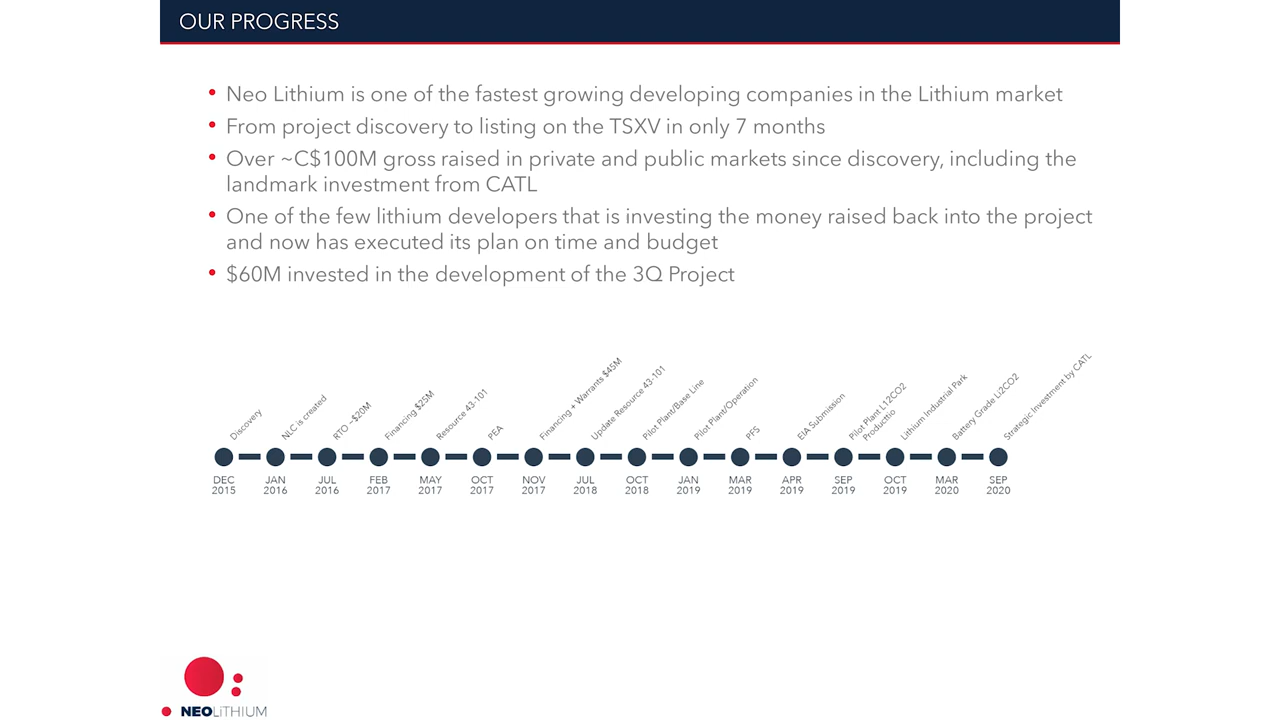 OUR PROGRESS
• Neo Lithium is one of the fastest growing developing companies in the Lithium market
• From project discovery to listing on the TSXV in only 7 months
• Over ~C$100M gross raised in private and public markets since discovery, including the
landmark investment from CATL
• One of the few lithium developers that is investing the money raised back into the project
and now has executed its plan on time and budget
• $60M invested in the development of the 3Q Project
Discovery
NLC is created
RTO ~$20M
Financing $25M
Resource 43-101
PEA
Financing + Warrants $45M
Update Resource 43-101
Pilot Plant/Base Line
Pilot Plant/Operation
PFS
EIA Submission
Pilot Plant L12CO2
Productio
Lithium Industrial Park
Battery Grade Li2CO2
Strategic Investment by CATL
DEC
2015
JAN
2016
JUL
2016
FEB
2017
MAY
2017
OCT
2017
NOV
2017
JUL
2018
OCT
2018
JAN
2019
MAR
2019
APR
2019
SEP
2019
OCT
2019
MAR
2020
SEP
2020
NEOLiTHIUM